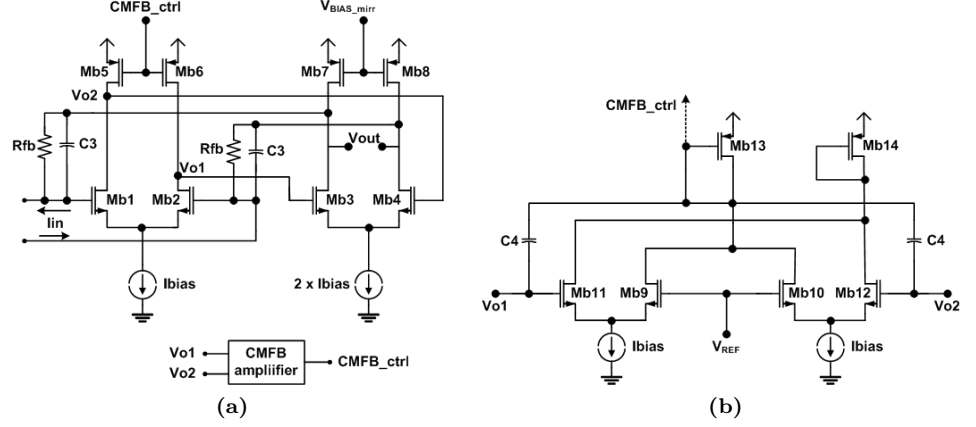 CMFB_ctrl
V_BIAS_mirr
Mb5
Mb6
Mb7
Mb8
Vo2
Rfb
C3
Rfb
C3
Vout
Vo1
Mb1
Mb2
Mb3
Mb4
Iin
Ibias
2 x Ibias
Vo1
Vo2
CMFB
ampliifier
CMFB_ctrl
(a)
CMFB_ctrl
Mb13
Mb14
C4
C4
Vo1
Mb11
Mb9
Mb10
Mb12
Vo2
Ibias
V_REF
Ibias
(b)